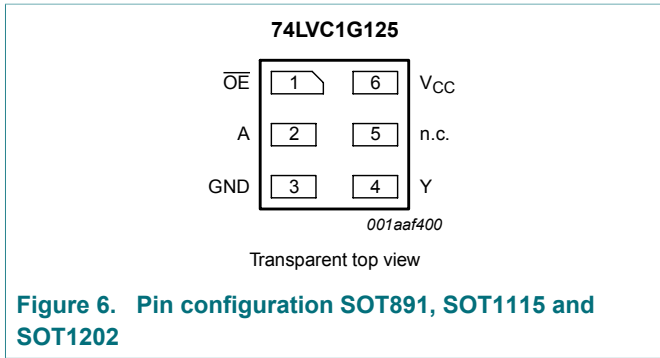 74LVC1G125
OE 1 6 VCC
A 2 5 n.c.
GND 3 4 Y
001aaf400
Transparent top view
Figure 6. Pin configuration SOT891, SOT1115 and
SOT1202